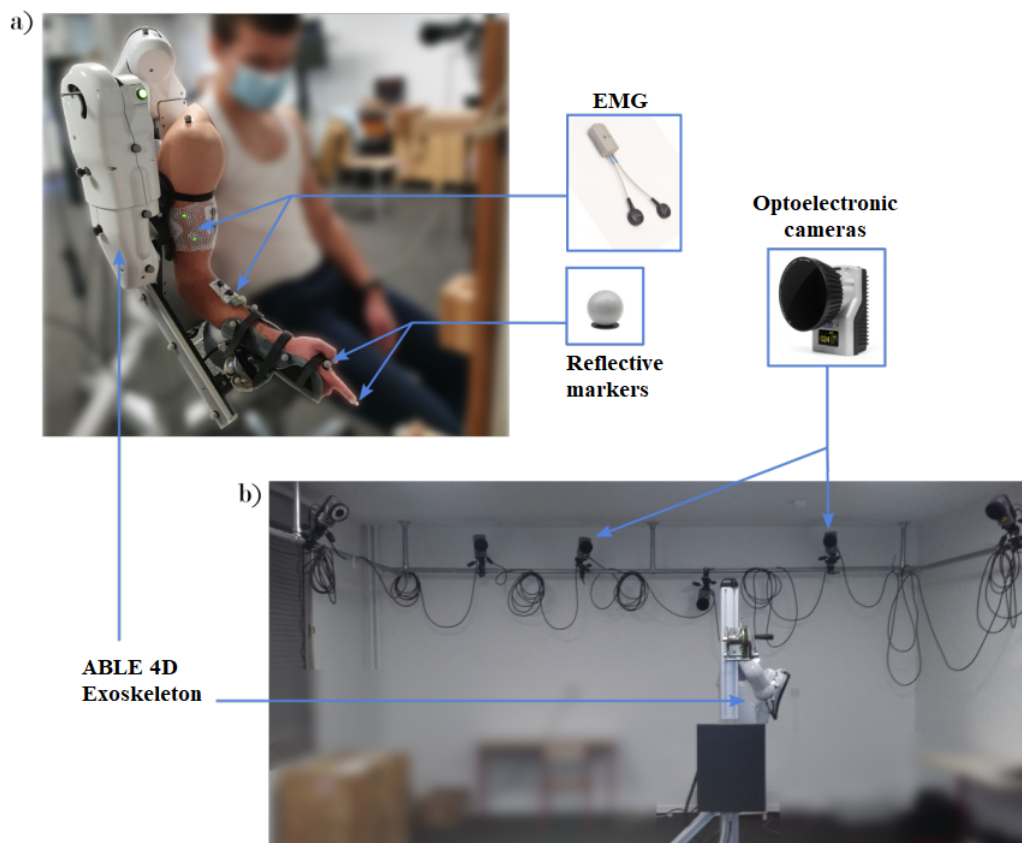 a)
EMG
Optoelectronic
cameras
Reflective
markers
b)
ABLE 4D
Exoskeleton